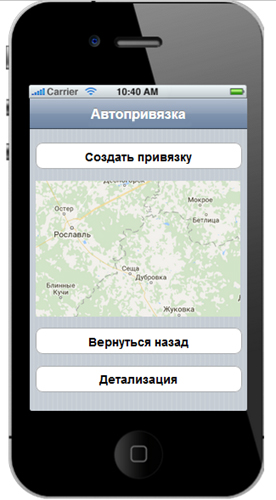 Carrier 10:40 AM
Автопривязка
Создать привязку
Остер
Мокрое
Бетлица
Рославль
Сеща
Дубровка
Блинные
Кучи
Жуковка
Вернуться назад
Детализация